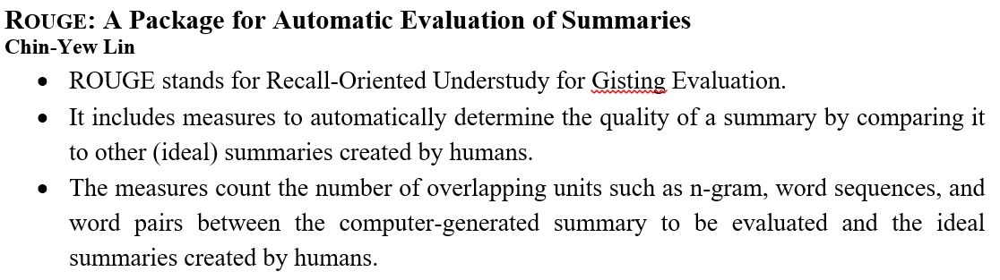 ROUGE: A Package for Automatic Evaluation of Summaries
Chin-Yew Lin
• ROUGE stands for Recall-Oriented Understudy for Gisting Evaluation.
• It includes measures to automatically determine the quality of a summary by comparing it
to other (ideal) summaries created by humans.
• The measures count the number of overlapping units such as n-gram, word sequences, and
word pairs between the computer-generated summary to be evaluated and the ideal
summaries created by humans.